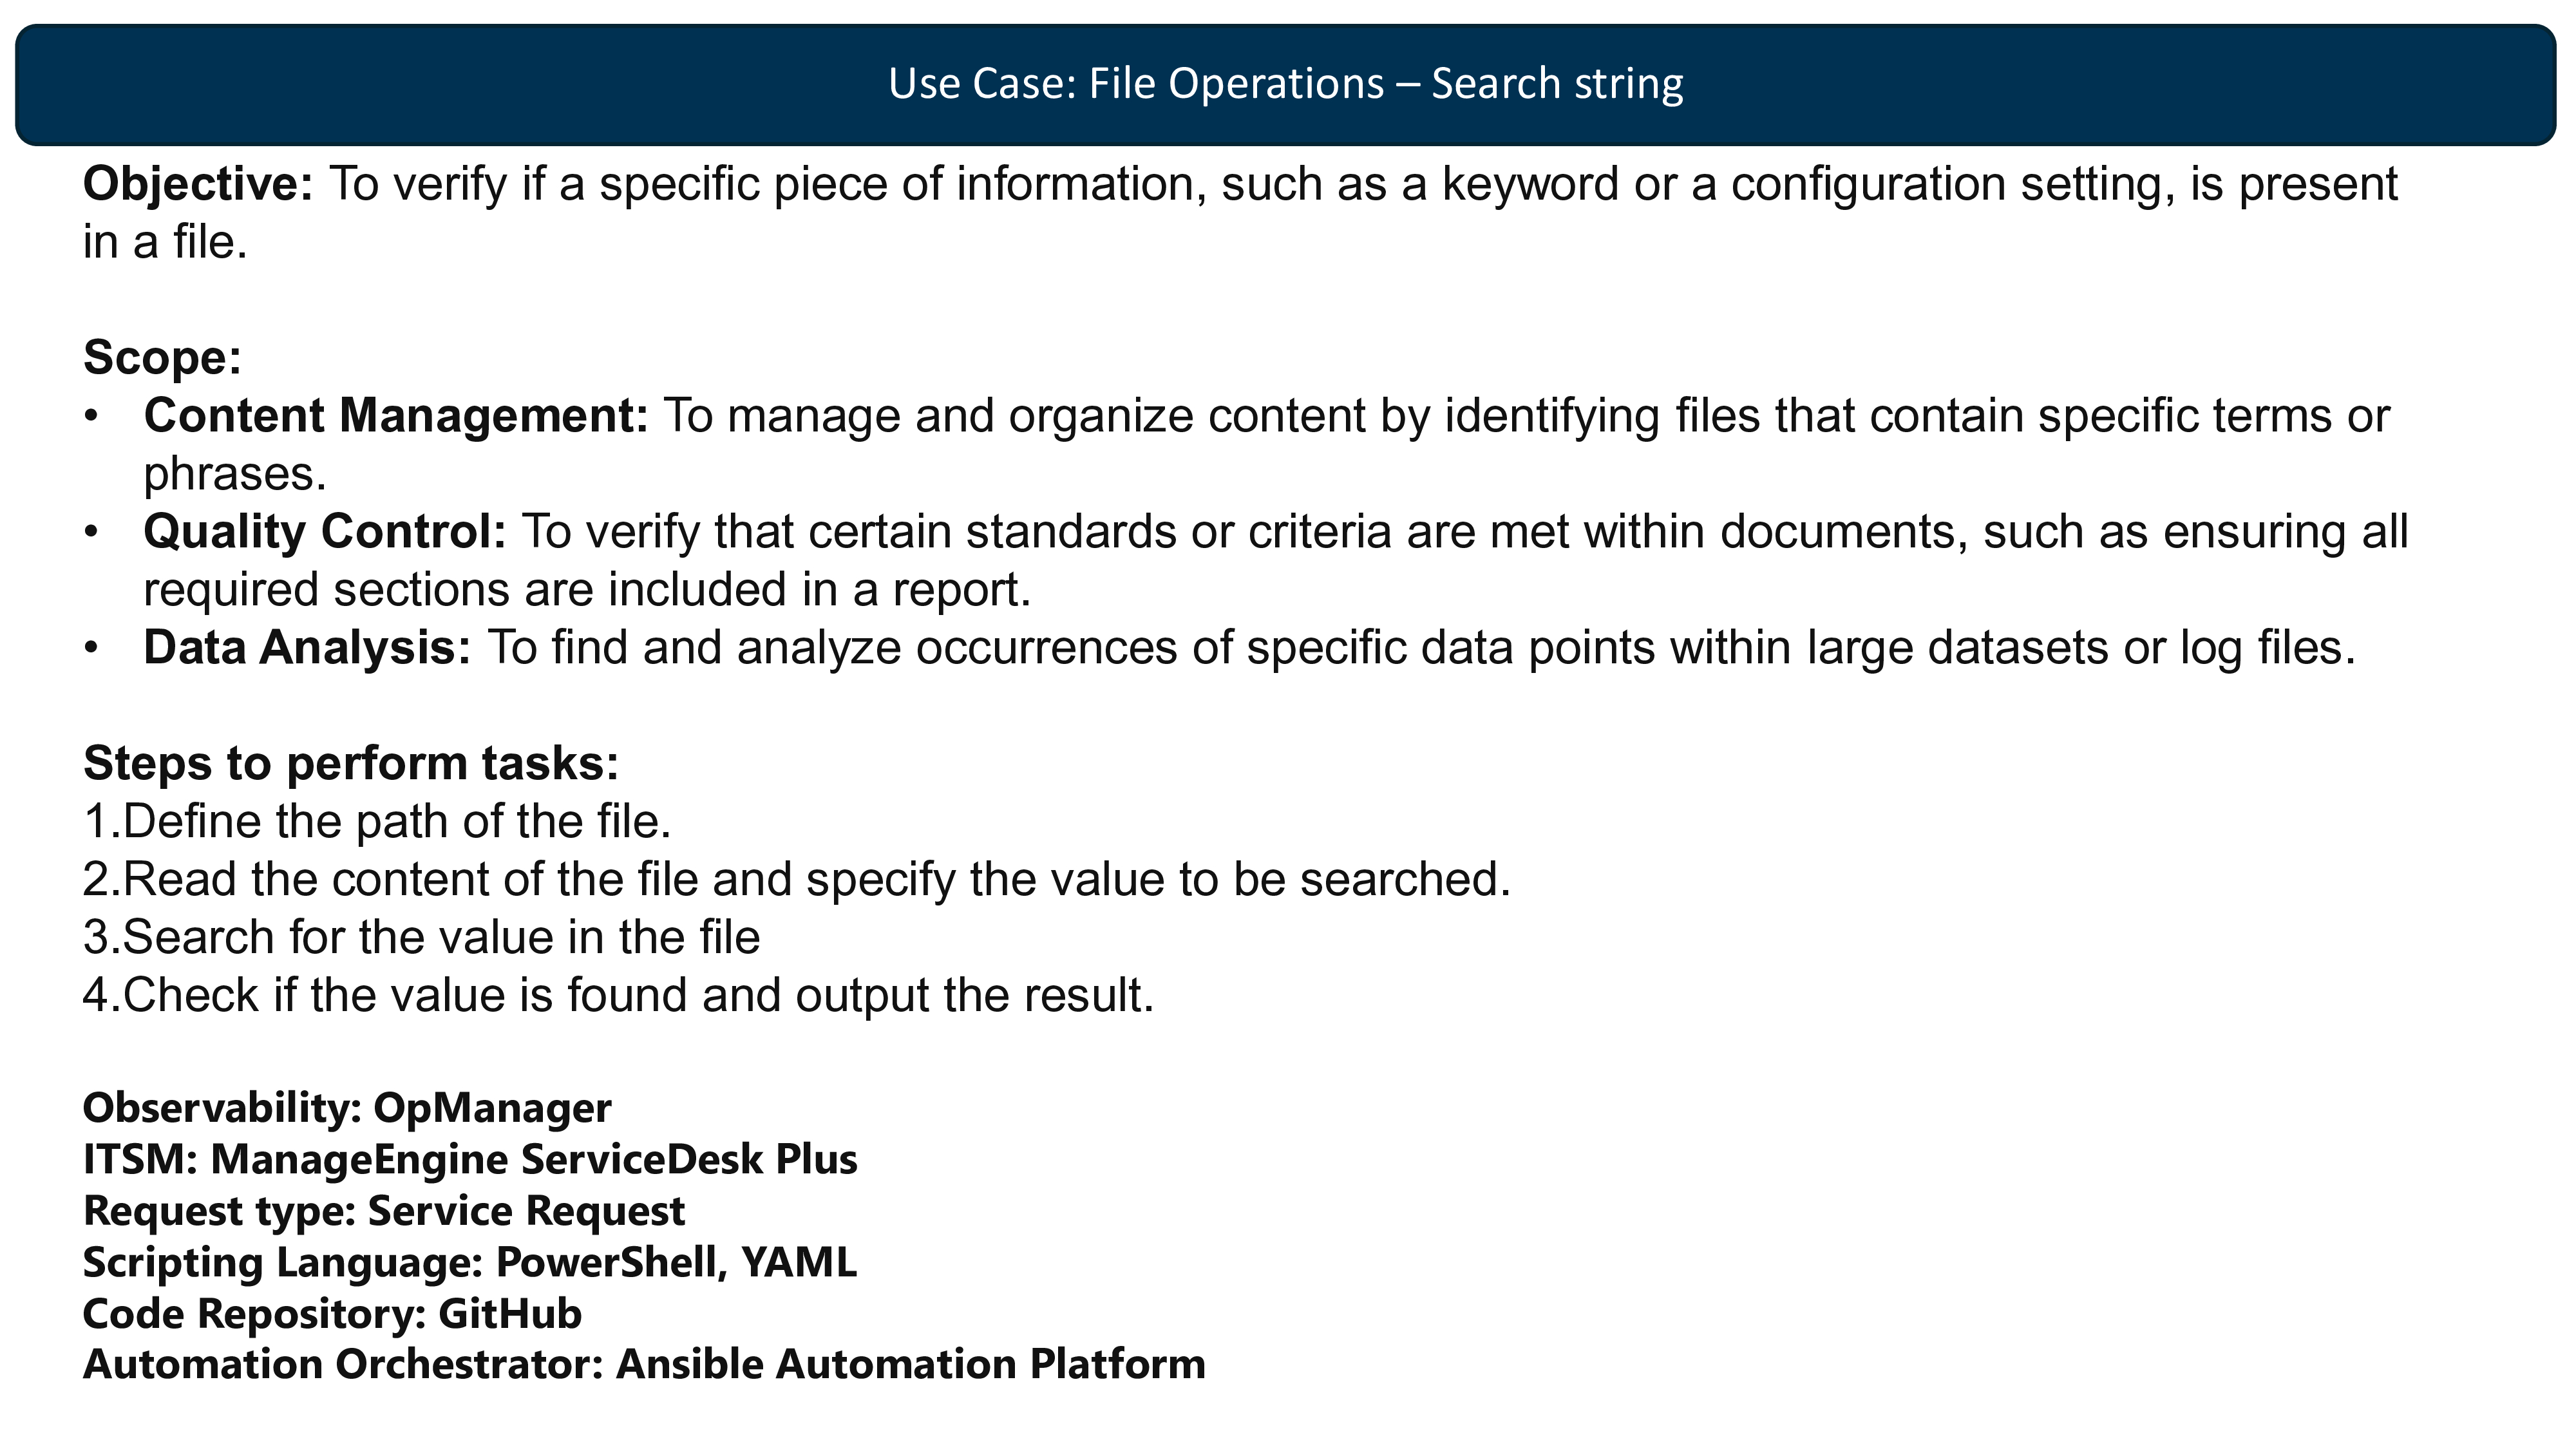 Use Case: File Operations – Search string
Objective: To verify if a specific piece of information, such as a keyword or a configuration setting, is present
in a file.
Scope:
• Content Management: To manage and organize content by identifying files that contain specific terms or
phrases.
• Quality Control: To verify that certain standards or criteria are met within documents, such as ensuring all
required sections are included in a report.
• Data Analysis: To find and analyze occurrences of specific data points within large datasets or log files.
Steps to perform tasks:
1.Define the path of the file.
2.Read the content of the file and specify the value to be searched.
3.Search for the value in the file
4.Check if the value is found and output the result.
Observability: OpManager
ITSM: ManageEngine ServiceDesk Plus
Request type: Service Request
Scripting Language: PowerShell, YAML
Code Repository: GitHub
Automation Orchestrator: Ansible Automation Platform